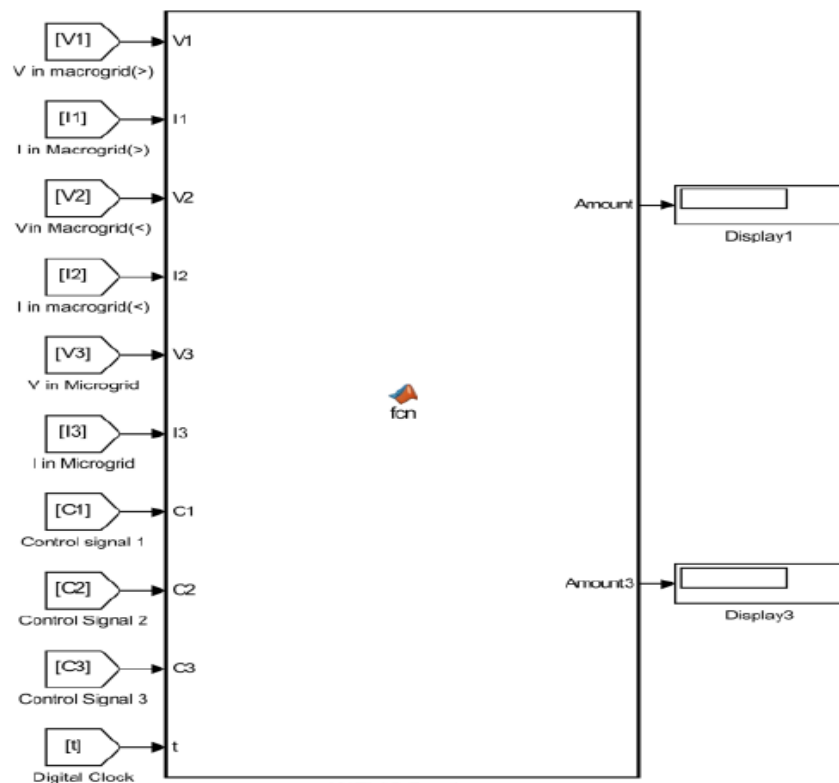 [V1]
V1
V in macrogrid(>)
[I1]
I1
I in Macrogrid(>)
[V2]
V2
Vin Macrogrid(<)
[I2]
I2
I in macrogrid(<)
[V3]
V3
V in Microgrid
[I3]
I3
I in Microgrid
[C1]
C1
Control signal 1
[C2]
C2
Control Signal 2
[C3]
C3
Control Signal 3
[t]
t
Digital Clock
fcn
Amount
Display1
Amount3
Display3